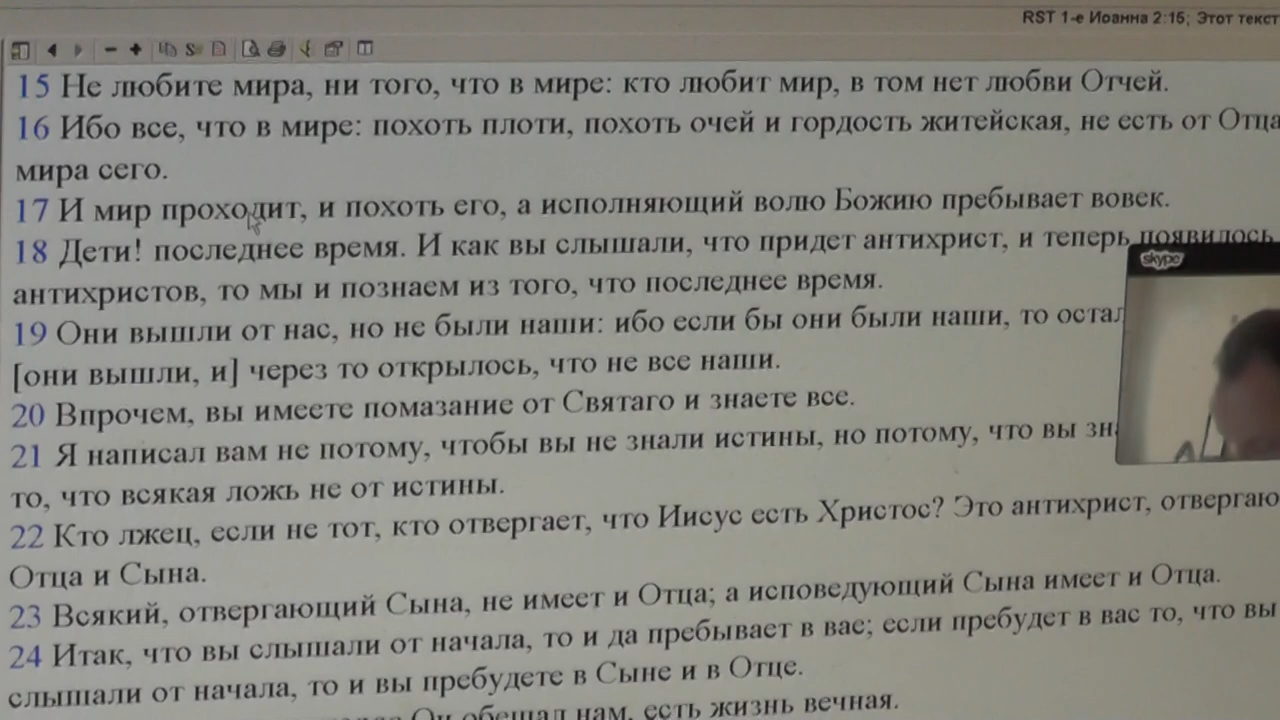 RST 1-е Иоанна 2:15; Этот текст
15 Не любите мира, ни того, что в мире: кто любит мир, в том нет любви Отчей.
16 Ибо все, что в мире: похоть плоти, похоть очей и гордость житейская, не есть от Отца
мира сего.
17 И мир проходит, и похоть его, а исполняющий волю Божию пребывает вовек.
18 Дети! последнее время. И как вы слышали, что придет антихрист, и теперь появилось
skype
антихристов, то мы и познаем из того, что последнее время.
19 Они вышли от нас, но не были наши: ибо если бы они были наши, то остал
[они вышли, и] через то открылось, что не все наши.
20 Впрочем, вы имеете помазание от Святаго и знаете все.
21 Я написал вам не потому, чтобы вы не знали истины, но потому, что вы зна
то, что всякая ложь не от истины.
22 Кто лжец, если не тот, кто отвергает, что Иисус есть Христос? Это антихрист, отвергаю
Отца и Сына.
23 Всякий, отвергающий Сына, не имеет и Отца; а исповедующий Сына имеет и Отца.
24 Итак, что вы слышали от начала, то и да пребывает в вас; если пребудет в вас то, что вы
слышали от начала, то и вы пребудете в Сыне и в Отце.
Он обещал нам, есть жизнь вечная.